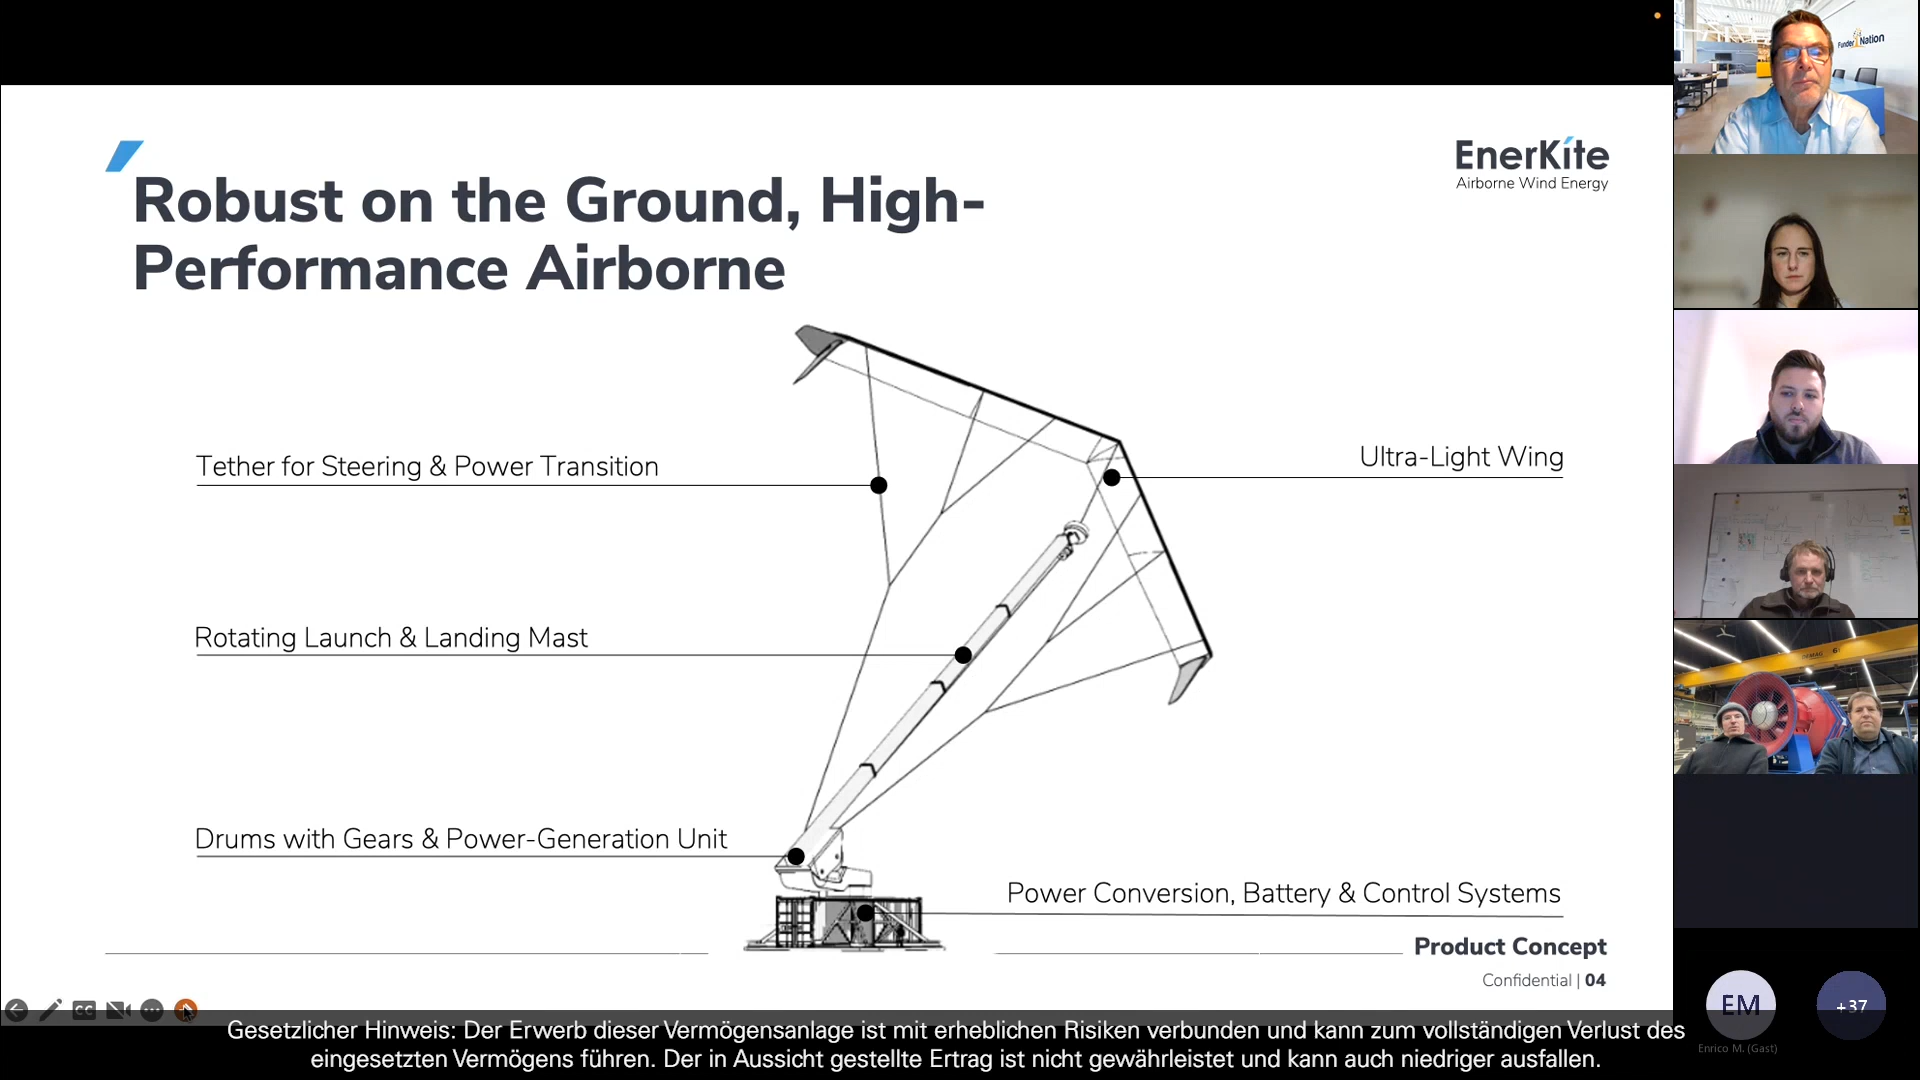 Funder Nation
EnerKite
Airborne Wind Energy
Robust on the Ground, High-
Performance Airborne
Tether for Steering & Power Transition
Ultra-Light Wing
Rotating Launch & Landing Mast
Drums with Gears & Power-Generation Unit
Power Conversion, Battery & Control Systems
Product Concept
Confidential | 04
DEMAG 6
CC
EM
+37
Enrico M. (Gast)
Gesetzlicher Hinweis: Der Erwerb dieser Vermögensanlage ist mit erheblichen Risiken verbunden und kann zum vollständigen Verlust des
eingesetzten Vermögens führen. Der in Aussicht gestellte Ertrag ist nicht gewährleistet und kann auch niedriger ausfallen.